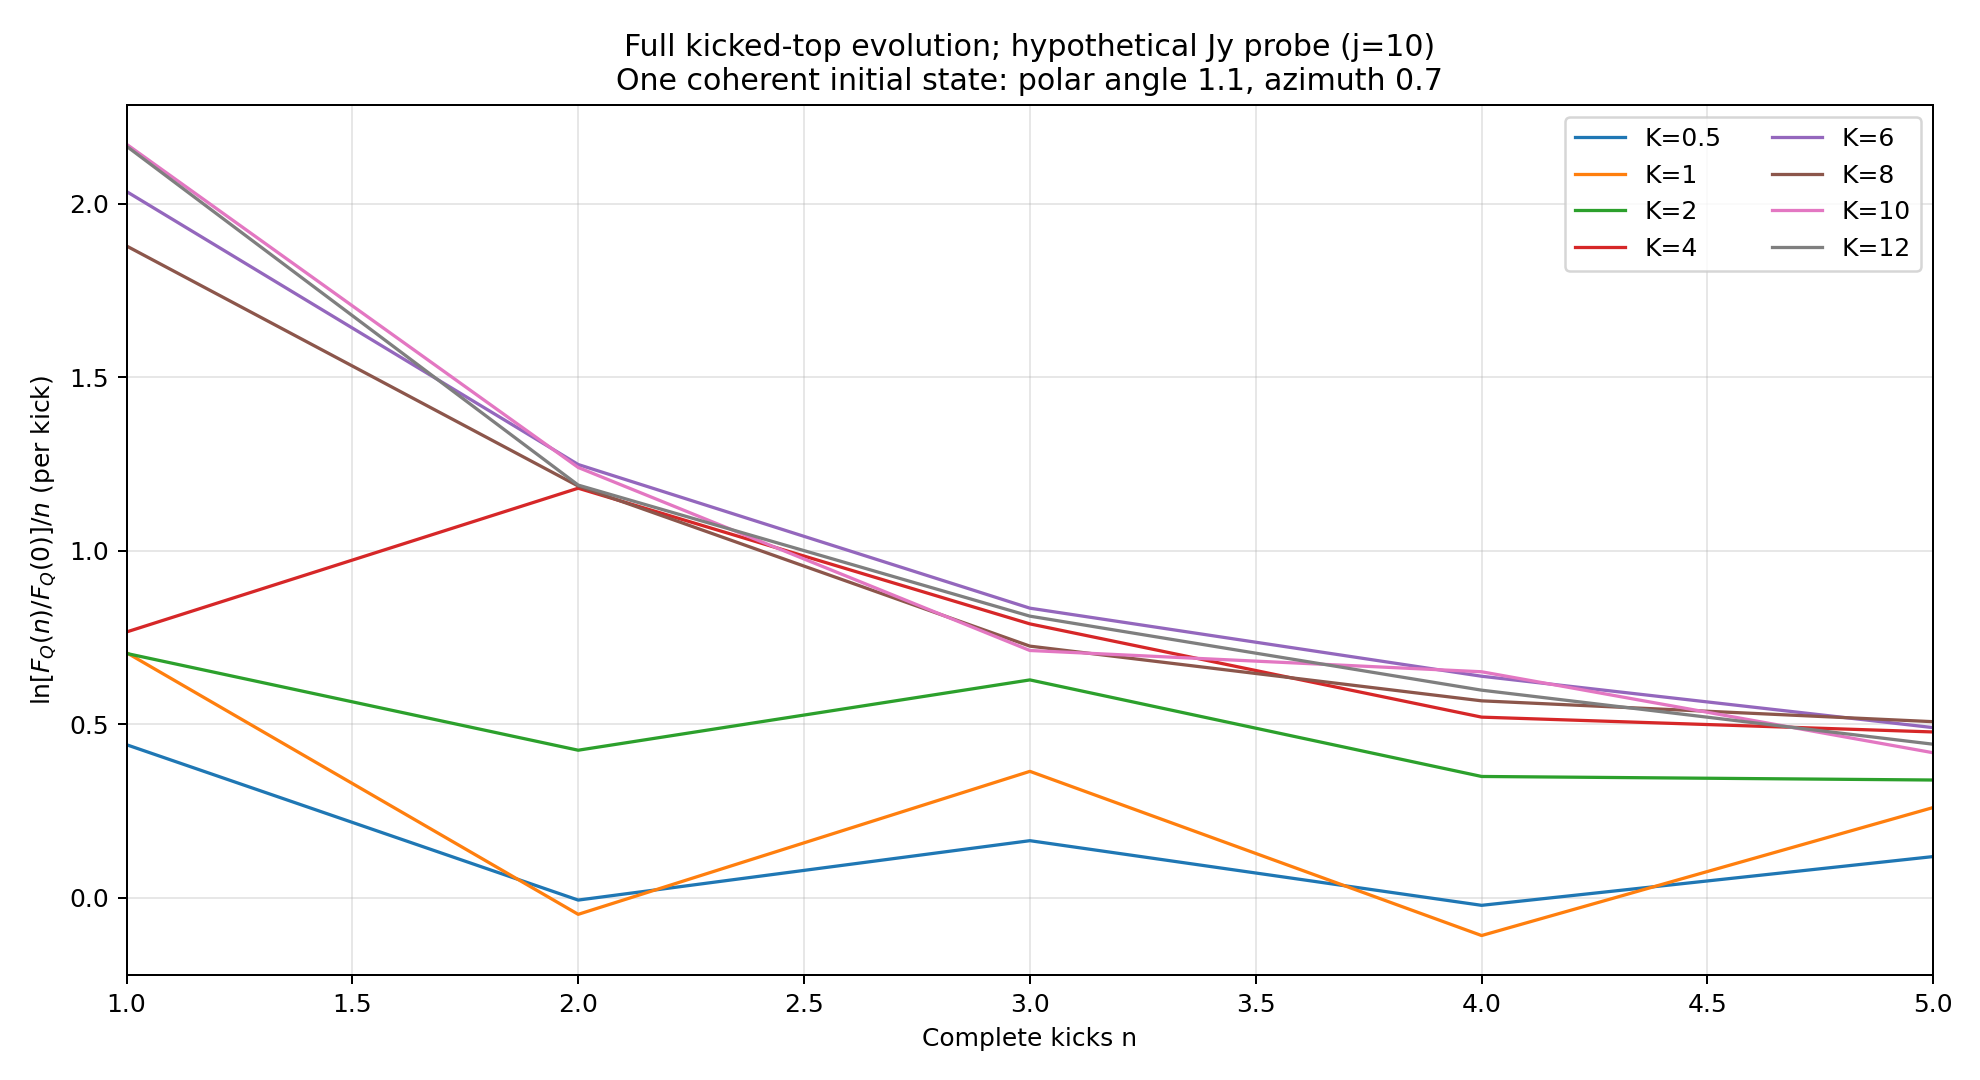 Full kicked-top evolution; hypothetical Jy probe (j=10)
One coherent initial state: polar angle 1.1, azimuth 0.7
ln[F_Q(n)/F_Q(0)]/n (per kick)
2.0
1.5
1.0
0.5
0.0
K=0.5
K=1
K=2
K=4
K=6
K=8
K=10
K=12
1.0 1.5 2.0 2.5 3.0 3.5 4.0 4.5 5.0
Complete kicks n